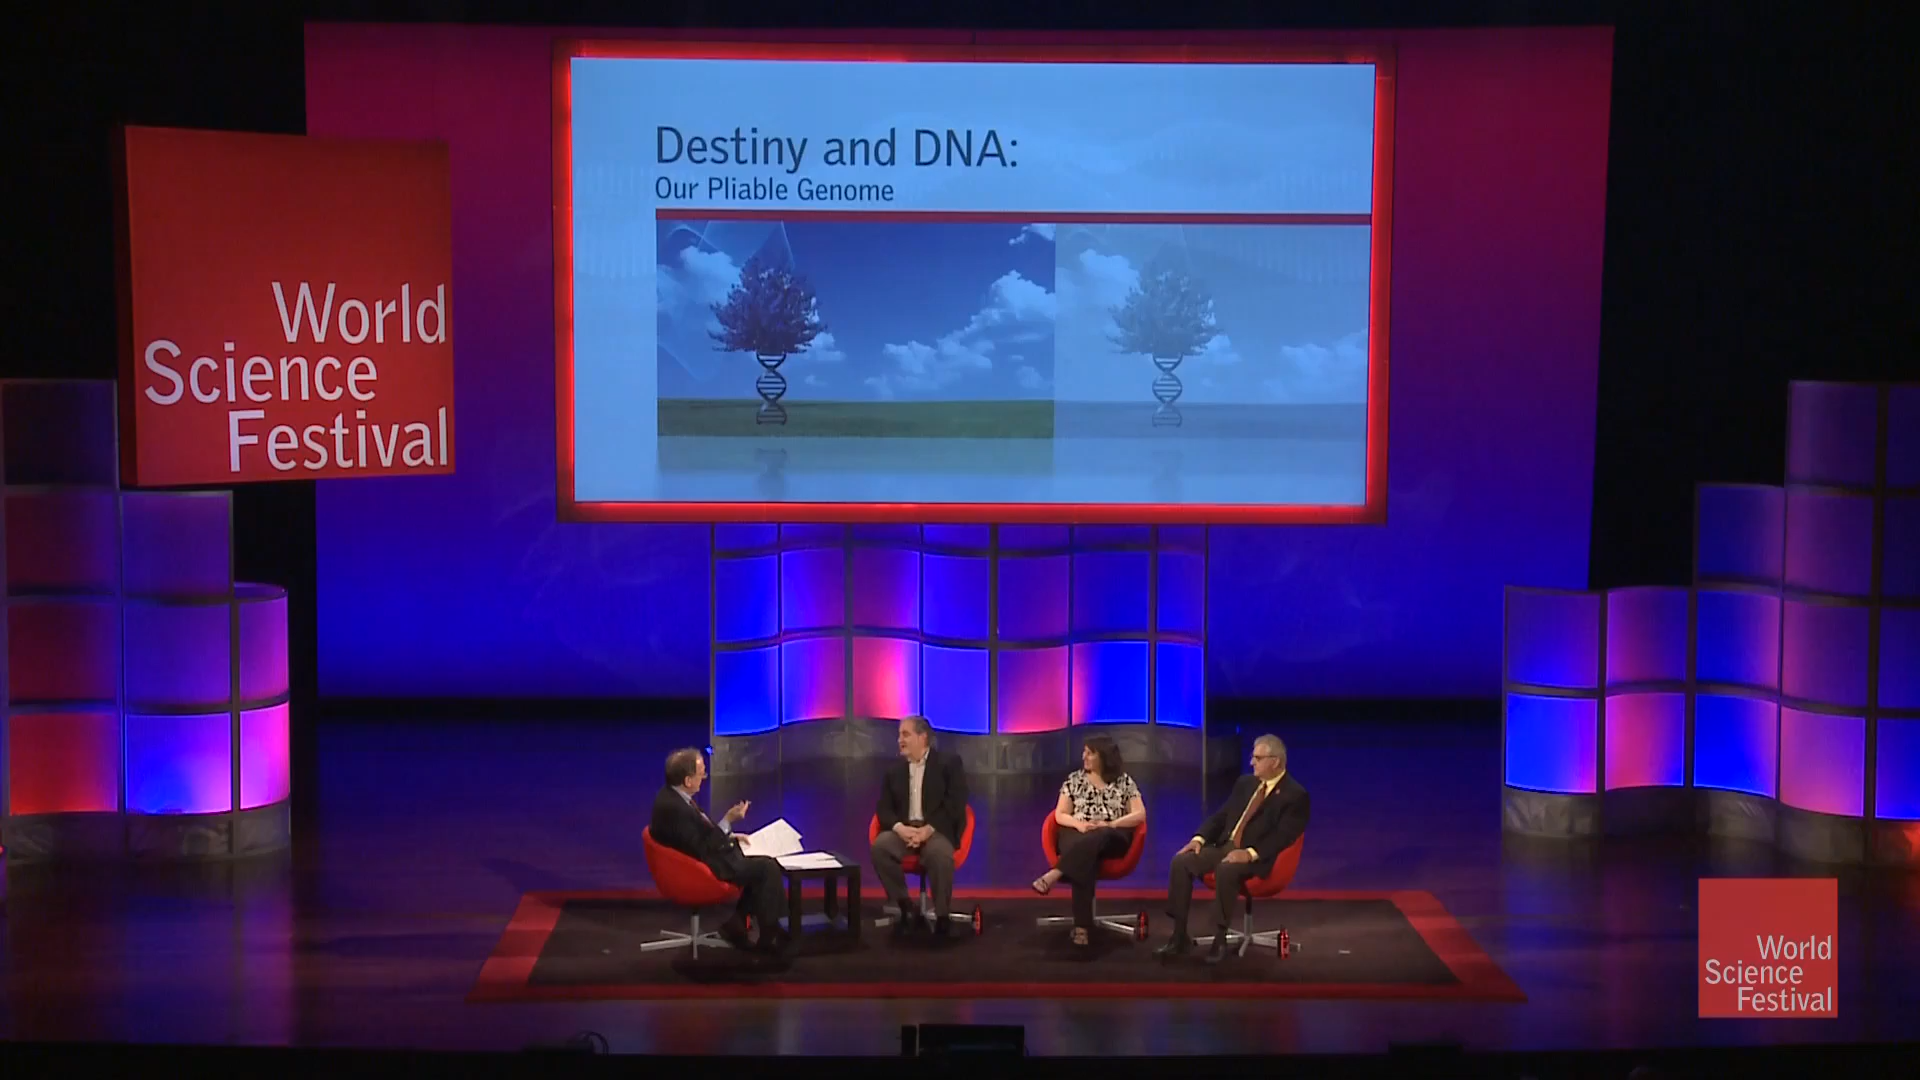 Destiny and DNA:
Our Pliable Genome
World
Science
Festival
World
Science
Festival